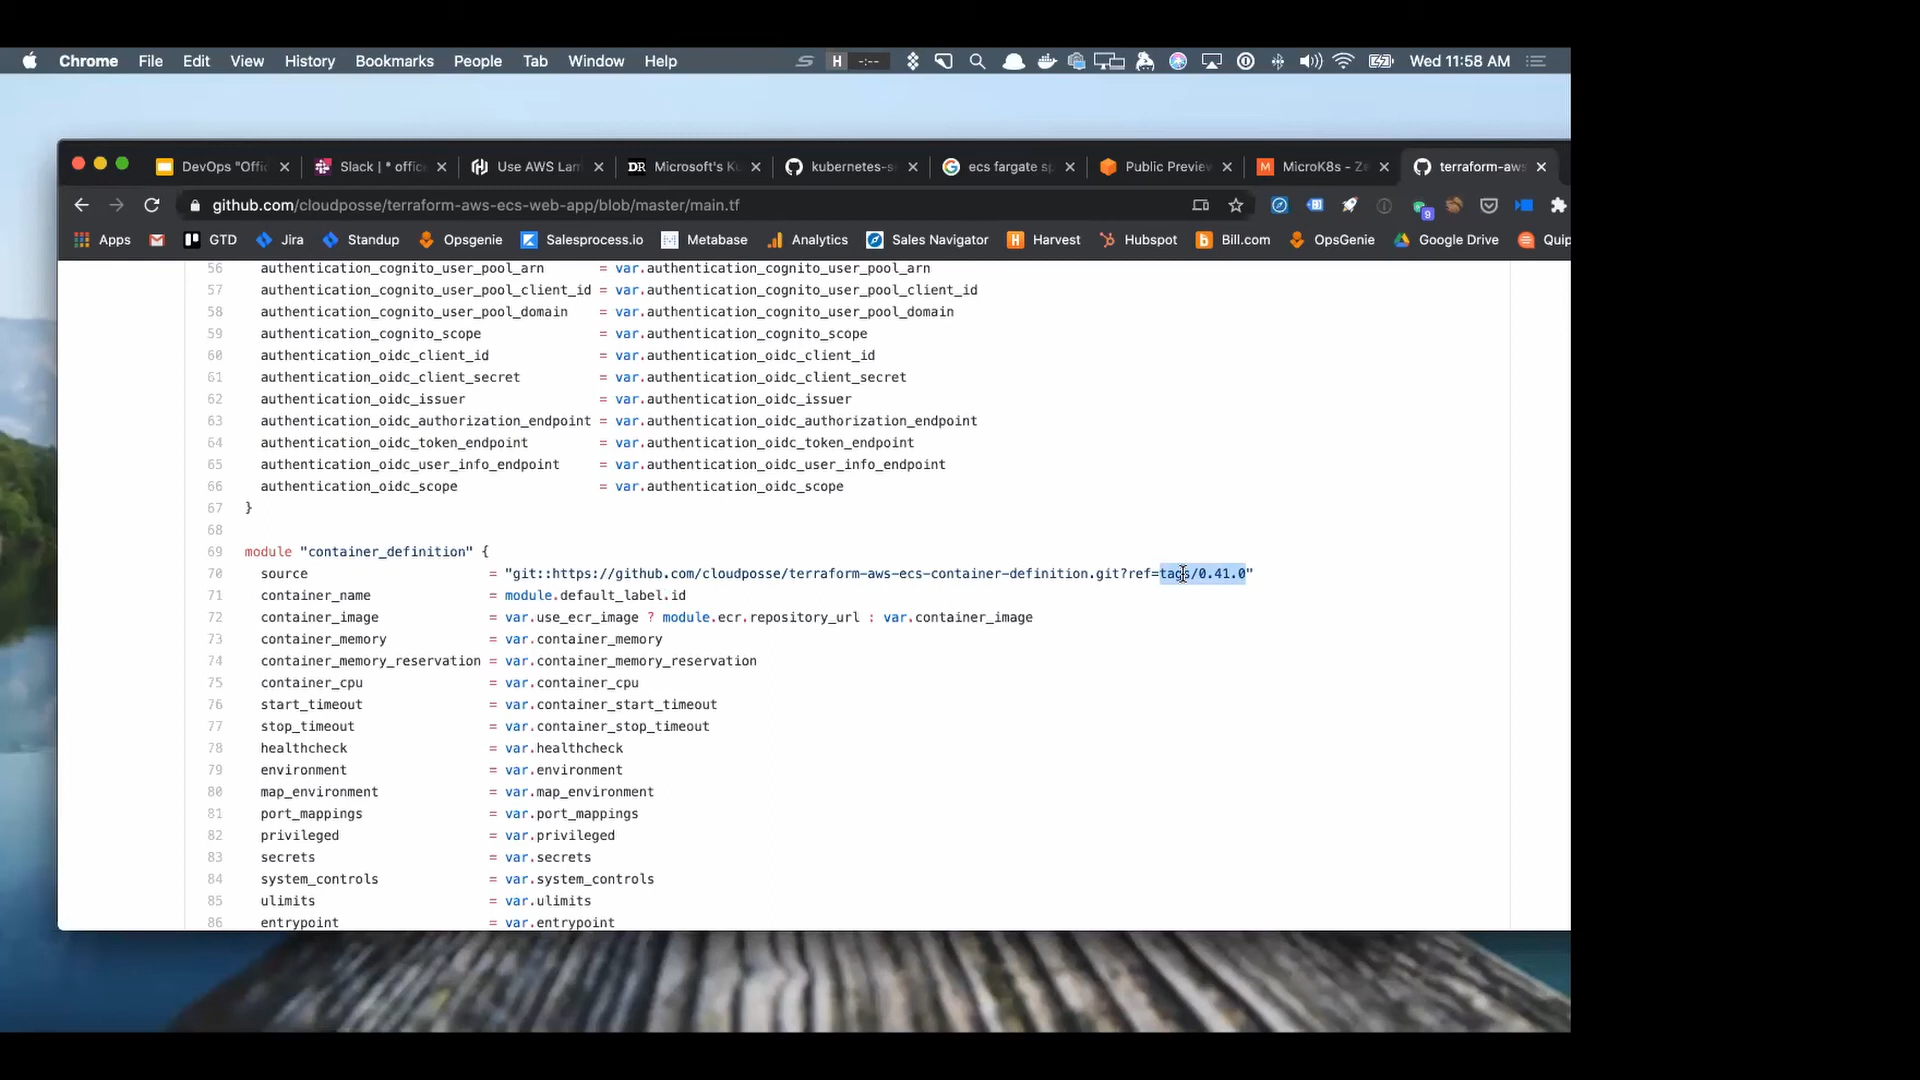 Chrome File Edit View History Bookmarks People Tab Window Help H -:-- Wed 11:58 AM
DevOps "Offi Slack | * offic Use AWS Lam DR Microsoft's Ku kubernetes-s ecs fargate sp Public Preview MicroK8s - Ze terraform-aws
github.com/cloudposse/terraform-aws-ecs-web-app/blob/master/main.tf 9
Apps GTD Jira Standup Opsgenie Salesprocess.io Metabase Analytics Sales Navigator Harvest Hubspot Bill.com OpsGenie Google Drive Quip
56 authentication_cognito_user_pool_arn = var.authentication_cognito_user_pool_arn
57 authentication_cognito_user_pool_client_id = var.authentication_cognito_user_pool_client_id
58 authentication_cognito_user_pool_domain = var.authentication_cognito_user_pool_domain
59 authentication_cognito_scope = var.authentication_cognito_scope
60 authentication_oidc_client_id = var.authentication_oidc_client_id
61 authentication_oidc_client_secret = var.authentication_oidc_client_secret
62 authentication_oidc_issuer = var.authentication_oidc_issuer
63 authentication_oidc_authorization_endpoint = var.authentication_oidc_authorization_endpoint
64 authentication_oidc_token_endpoint = var.authentication_oidc_token_endpoint
65 authentication_oidc_user_info_endpoint = var.authentication_oidc_user_info_endpoint
66 authentication_oidc_scope = var.authentication_oidc_scope
67 }
68
69 module "container_definition" {
70 source = "git::https://github.com/cloudposse/terraform-aws-ecs-container-definition.git?ref=tags/0.41.0"
71 container_name = module.default_label.id
72 container_image = var.use_ecr_image ? module.ecr.repository_url : var.container_image
73 container_memory = var.container_memory
74 container_memory_reservation = var.container_memory_reservation
75 container_cpu = var.container_cpu
76 start_timeout = var.container_start_timeout
77 stop_timeout = var.container_stop_timeout
78 healthcheck = var.healthcheck
79 environment = var.environment
80 map_environment = var.map_environment
81 port_mappings = var.port_mappings
82 privileged = var.privileged
83 secrets = var.secrets
84 system_controls = var.system_controls
85 ulimits = var.ulimits
86 entrypoint = var.entrypoint